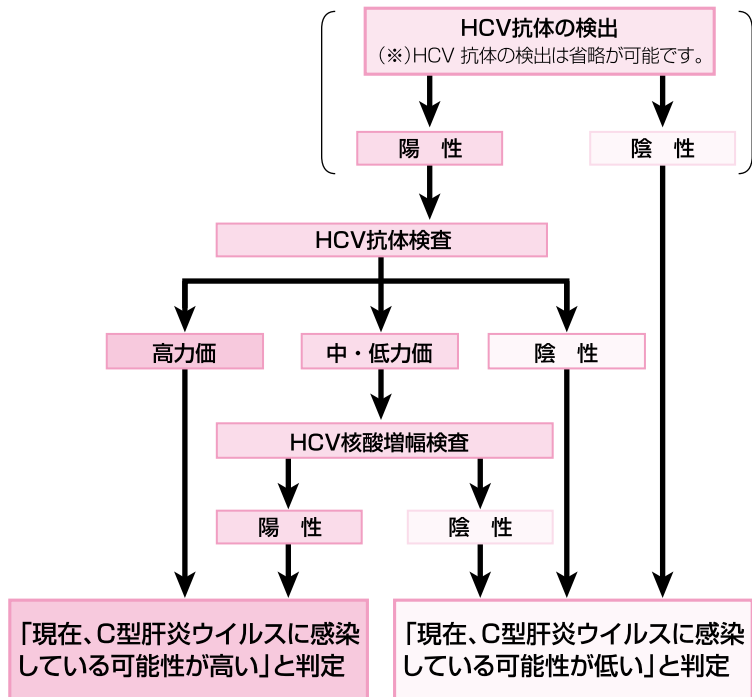 HCV抗体の検出
(※)HCV 抗体の検出は省略が可能です。
陽 性
陰 性
HCV抗体検査
高力価
中・低力価
陰 性
HCV核酸増幅検査
陽 性
陰 性
「現在、C型肝炎ウイルスに感染
している可能性が高い」と判定
「現在、C型肝炎ウイルスに感染
している可能性が低い」と判定